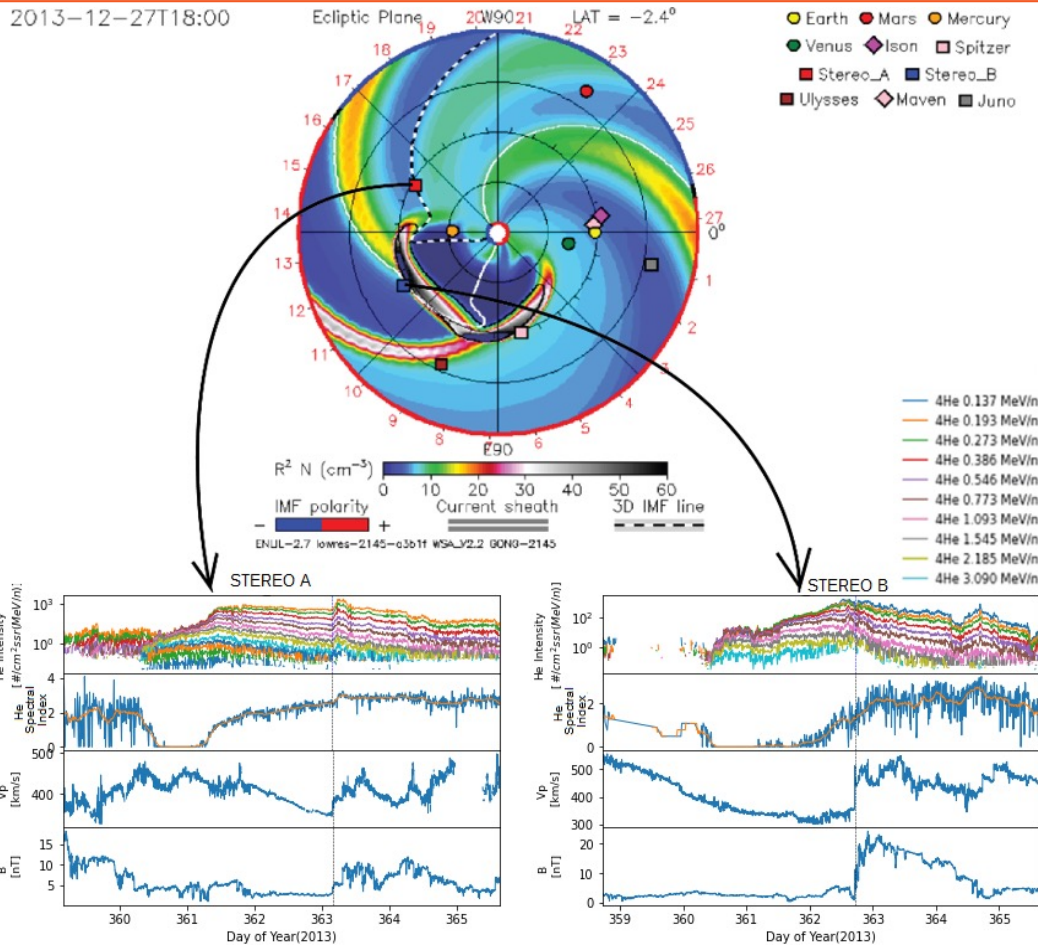 2013-12-27T18:00
Ecliptic Plane
W90
LAT = −2.4°
Earth Mars Mercury
Venus Ison Spitzer
Stereo_A Stereo_B
Ulysses Maven Juno
20 21
19 22
18 23
17 24
16 25
15 26
14 27
0°
13 1
12 2
11 3
10 4
9 5
8 6
7
E90
R² N (cm⁻³)
0 10 20 30 40 50 60
IMF polarity
− +
Current sheath
3D IMF line
ENLIL-2.7 lowres-2145-a3b1f WSA_V2.2 GONG-2145
4He 0.137 MeV/n
4He 0.193 MeV/n
4He 0.273 MeV/n
4He 0.386 MeV/n
4He 0.546 MeV/n
4He 0.773 MeV/n
4He 1.093 MeV/n
4He 1.545 MeV/n
4He 2.185 MeV/n
4He 3.090 MeV/n
STEREO A
He Intensity
[ #/cm²ssr(MeV/n)]
10³
10⁰
He
Spectral
Index
4
2
0
Vp
[km/s]
500
400
B
[nT]
15
10
5
360 361 362 363 364 365
Day of Year(2013)
STEREO B
He Intensity
[ #/cm²ssr(MeV/n)]
10²
10⁰
He
Spectral
Index
2
0
Vp
[km/s]
500
400
300
B
[nT]
20
10
0
359 360 361 362 363 364 365
Day of Year(2013)